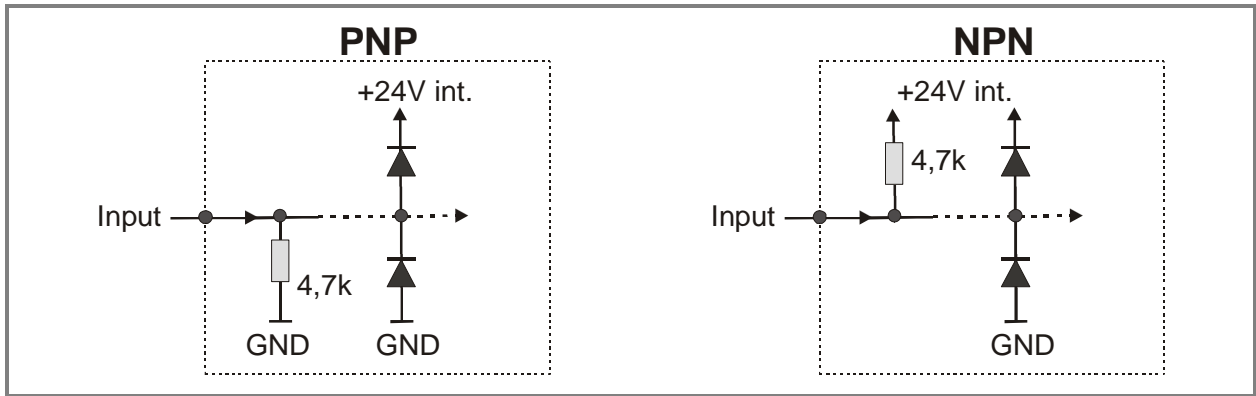 PNP
+24V int.
Input
4,7k
GND
GND
NPN
+24V int.
4,7k
Input
GND